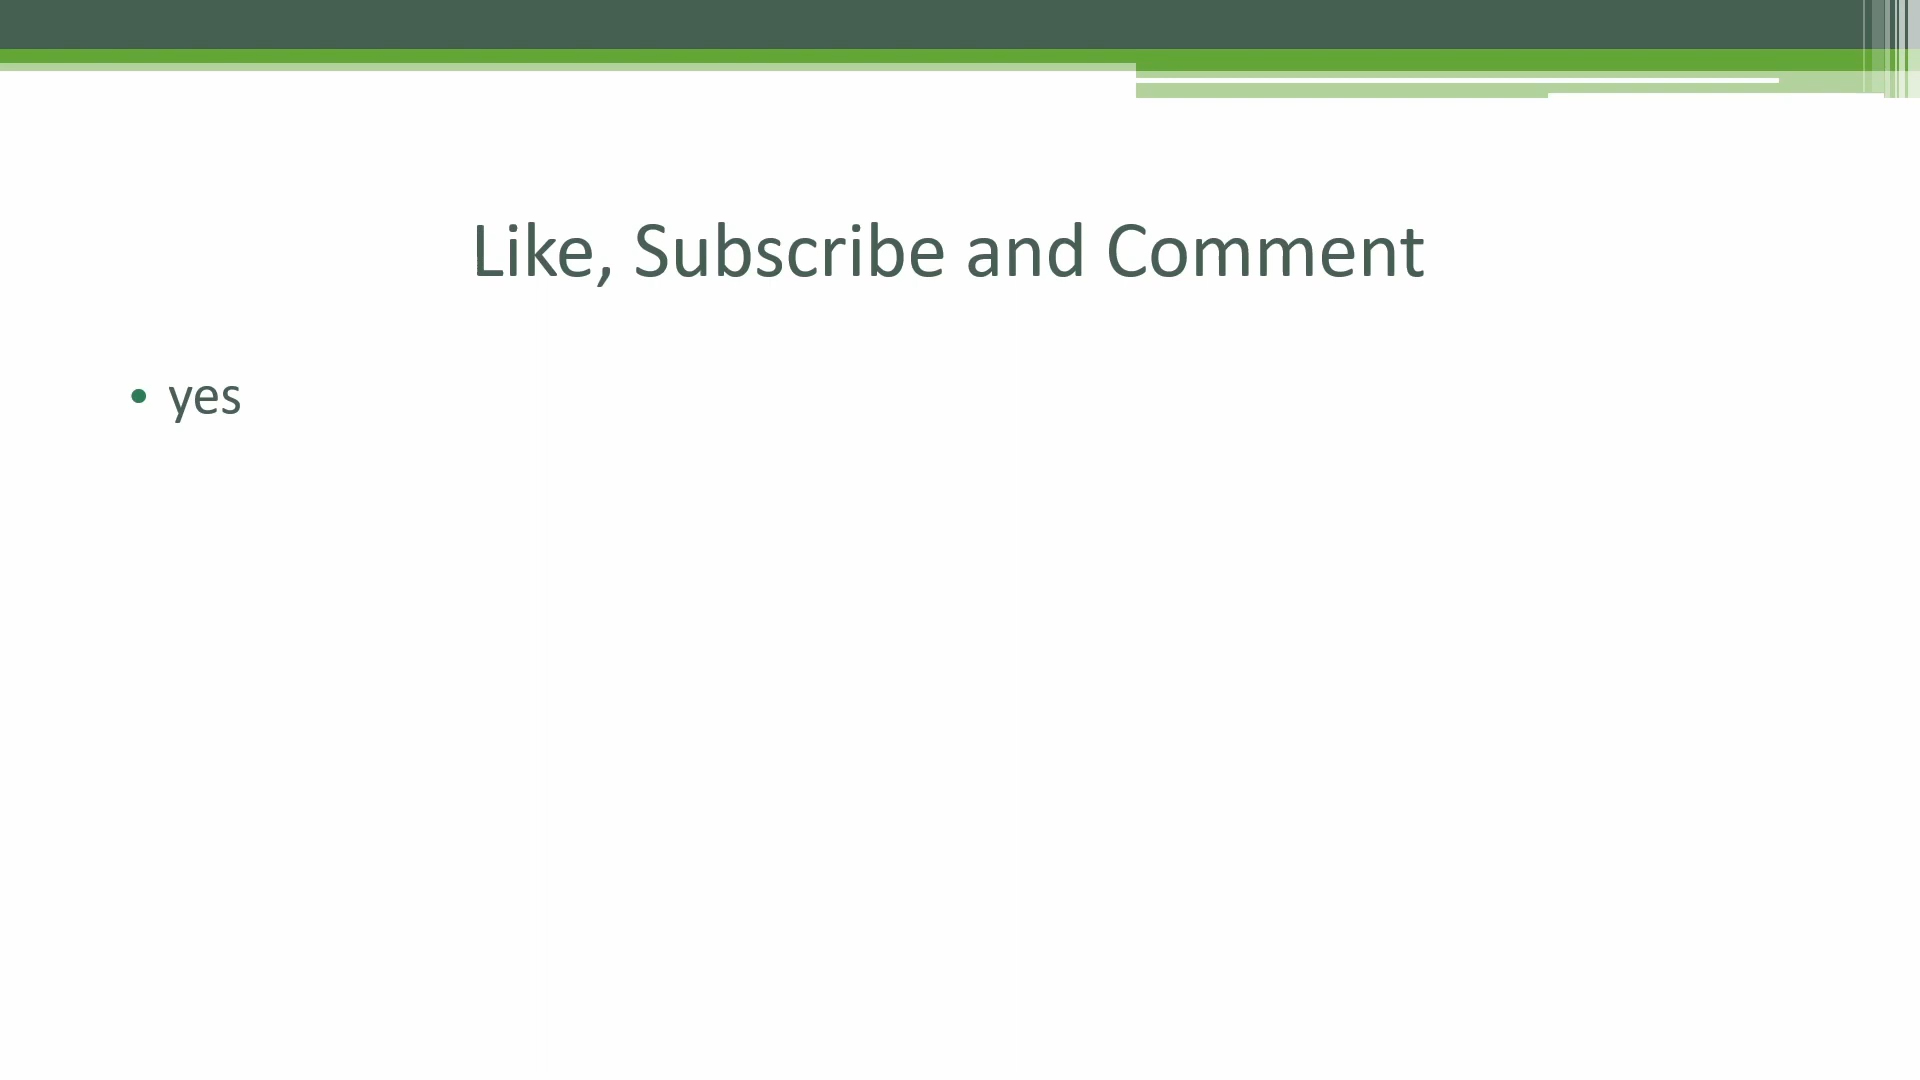 Like, Subscribe and Comment
• yes